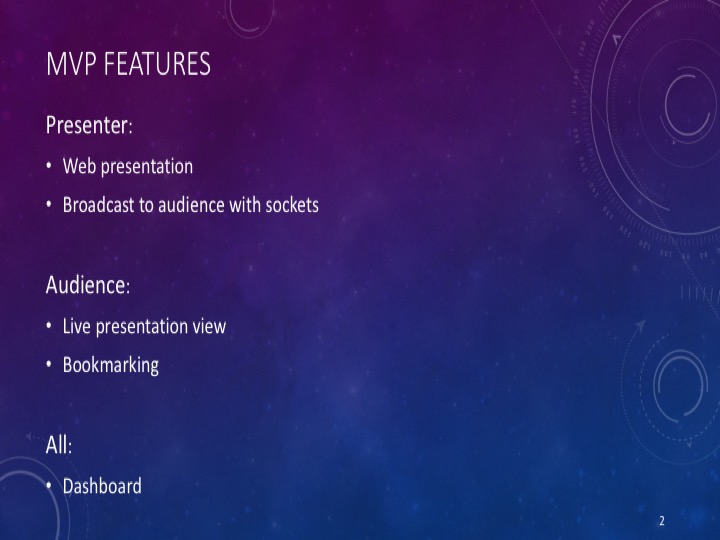 MVP FEATURES
Presenter:
• Web presentation
• Broadcast to audience with sockets
Audience:
• Live presentation view
• Bookmarking
All:
• Dashboard
2